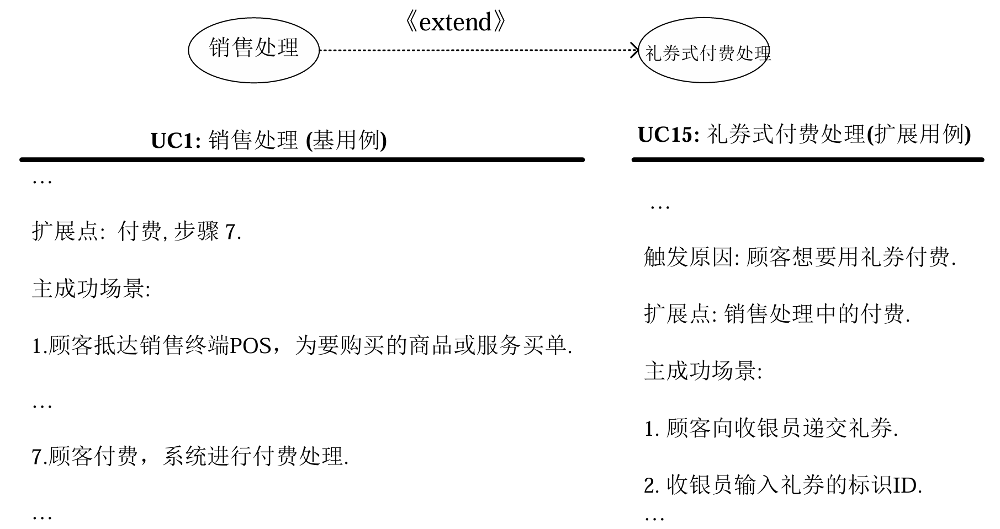 《extend》
销售处理
礼券式付费处理
UC1: 销售处理 (基用例)
…
扩展点: 付费, 步骤 7.
主成功场景:
1.顾客抵达销售终端POS，为要购买的商品或服务买单.
…
7.顾客付费，系统进行付费处理.
…
UC15: 礼券式付费处理(扩展用例)
…
触发原因: 顾客想要用礼券付费.
扩展点: 销售处理中的付费.
主成功场景:
1. 顾客向收银员递交礼券.
2. 收银员输入礼券的标识ID.
…